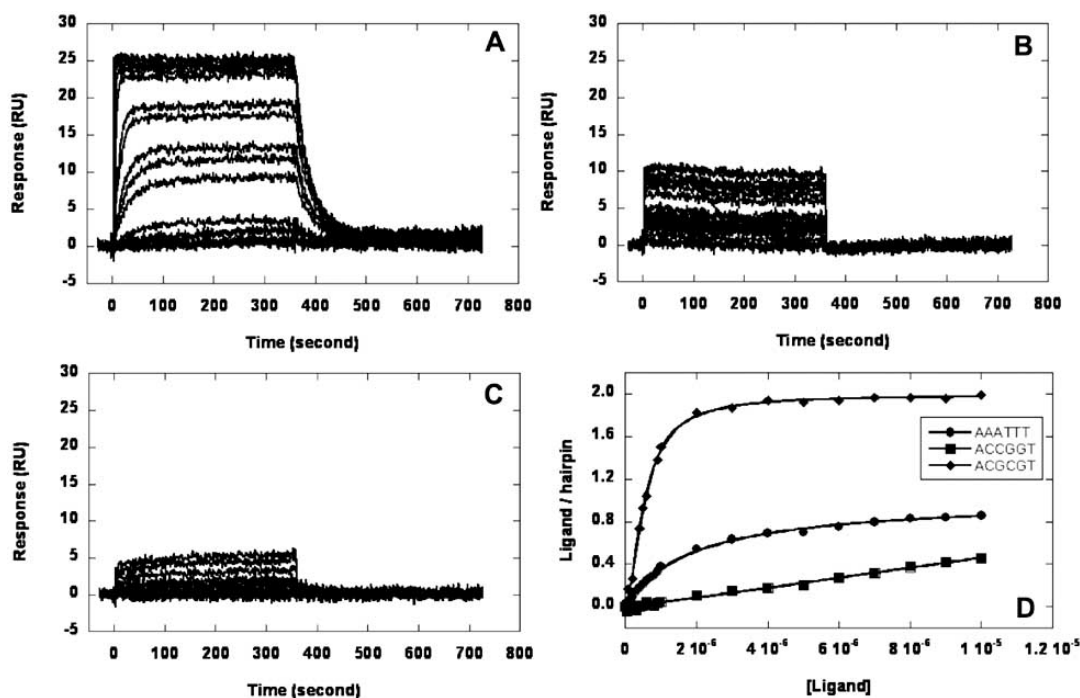 30
25
20
15
10
5
0
-5
Response (RU)
A
0 100 200 300 400 500 600 700 800
Time (second)
30
25
20
15
10
5
0
-5
Response (RU)
B
0 100 200 300 400 500 600 700 800
Time (second)
30
25
20
15
10
5
0
-5
Response (RU)
C
0 100 200 300 400 500 600 700 800
Time (second)
2.0
1.6
1.2
0.8
0.4
0.0
Ligand / hairpin
AAATTT
ACCGGT
ACGCGT
D
0 2 10⁻⁶ 4 10⁻⁶ 6 10⁻⁶ 8 10⁻⁶ 1 10⁻⁵ 1.2 10⁻⁵
[Ligand]